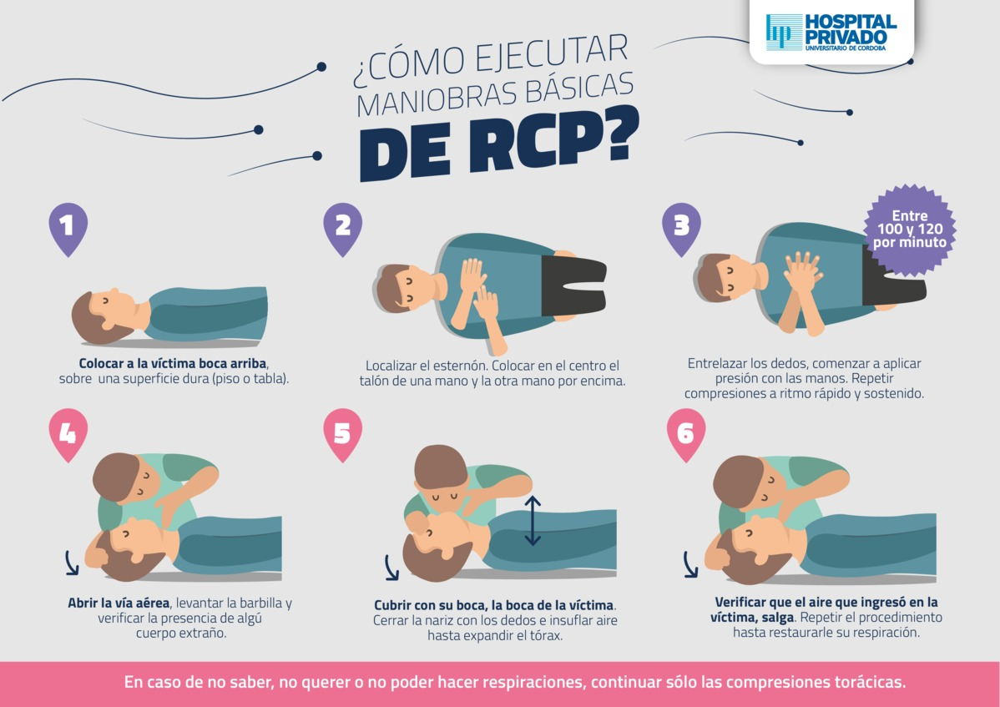 HOSPITAL
PRIVADO
UNIVERSITARIO DE CORDOBA
¿CÓMO EJECUTAR
MANIOBRAS BÁSICAS
DE RCP?
1
Colocar a la víctima boca arriba,
sobre una superficie dura (piso o tabla).
2
Localizar el esternón. Colocar en el centro el
talón de una mano y la otra mano por encima.
3
Entre
100 y 120
por minuto
Entrelazar los dedos, comenzar a aplicar
presión con las manos. Repetir
compresiones a ritmo rápido y sostenido.
4
Abrir la vía aérea, levantar la barbilla y
verificar la presencia de algú
cuerpo extraño.
5
Cubrir con su boca, la boca de la víctima.
Cerrar la nariz con los dedos e insuflar aire
hasta expandir el tórax.
6
Verificar que el aire que ingresó en la
víctima, salga. Repetir el procedimiento
hasta restaurarle su respiración.
En caso de no saber, no querer o no poder hacer respiraciones, continuar sólo las compresiones torácicas.